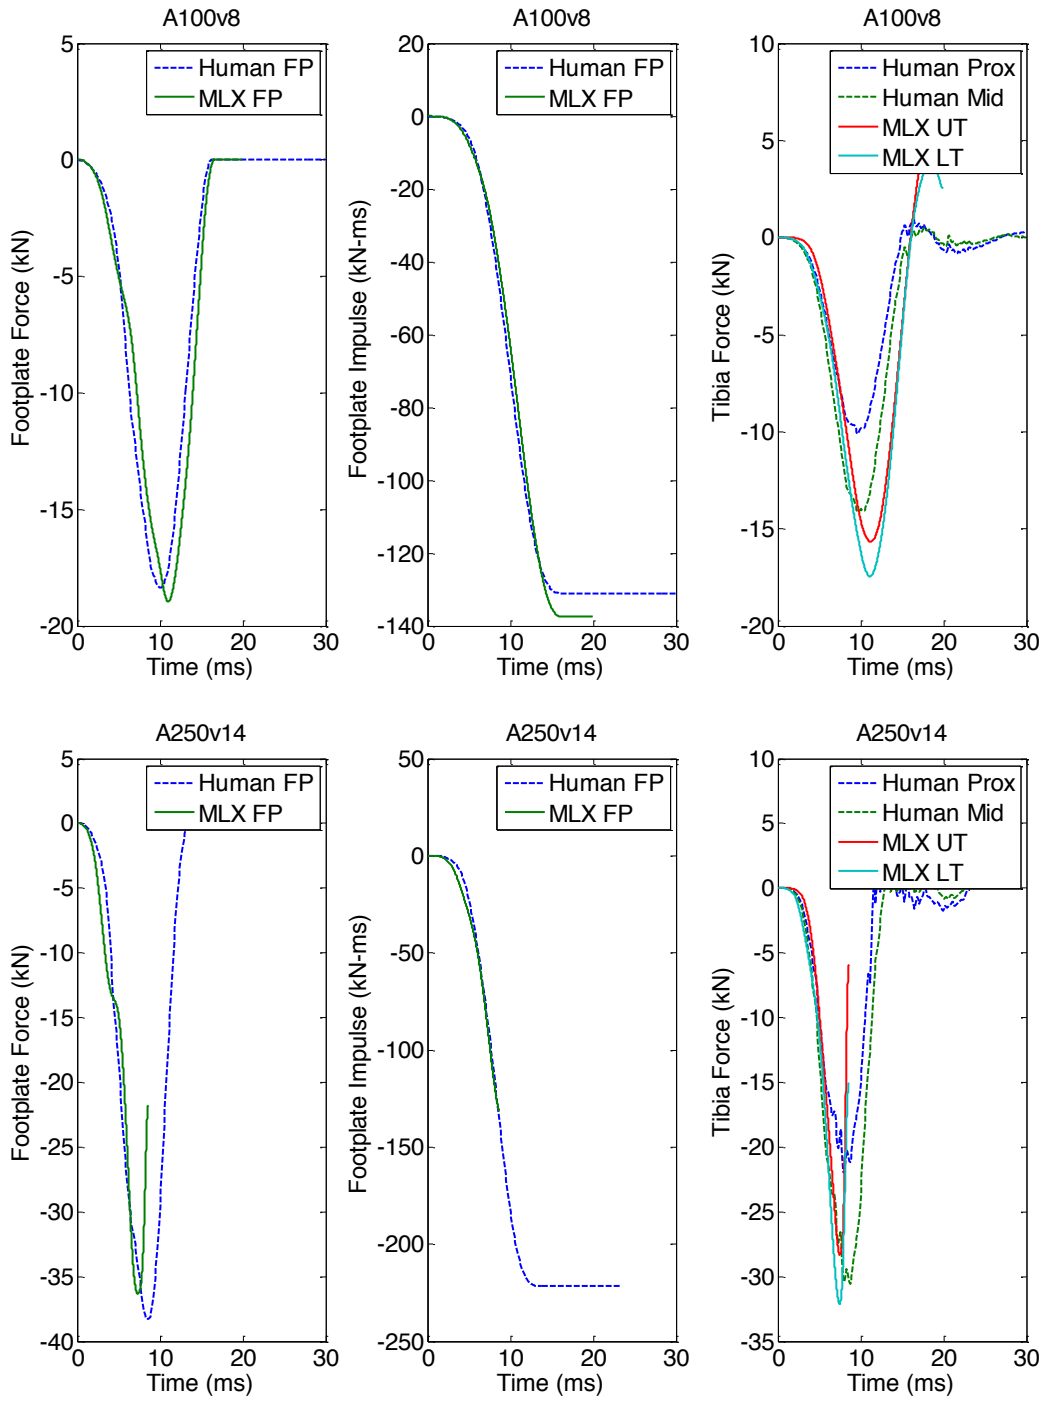 A100v8
Human FP
MLX FP
5
0
-5
-10
-15
-20
0
10
20
30
Footplate Force (kN)
Time (ms)
A100v8
Human FP
MLX FP
20
0
-20
-40
-60
-80
-100
-120
-140
0
10
20
30
Footplate Impulse (kN-ms)
Time (ms)
A100v8
Human Prox
Human Mid
MLX UT
MLX LT
10
5
0
-5
-10
-15
-20
0
10
20
30
Tibia Force (kN)
Time (ms)
A250v14
Human FP
MLX FP
5
0
-5
-10
-15
-20
-25
-30
-35
-40
0
10
20
30
Footplate Force (kN)
Time (ms)
A250v14
Human FP
MLX FP
50
0
-50
-100
-150
-200
-250
0
10
20
30
Footplate Impulse (kN-ms)
Time (ms)
A250v14
Human Prox
Human Mid
MLX UT
MLX LT
10
5
0
-5
-10
-15
-20
-25
-30
-35
0
10
20
30
Tibia Force (kN)
Time (ms)